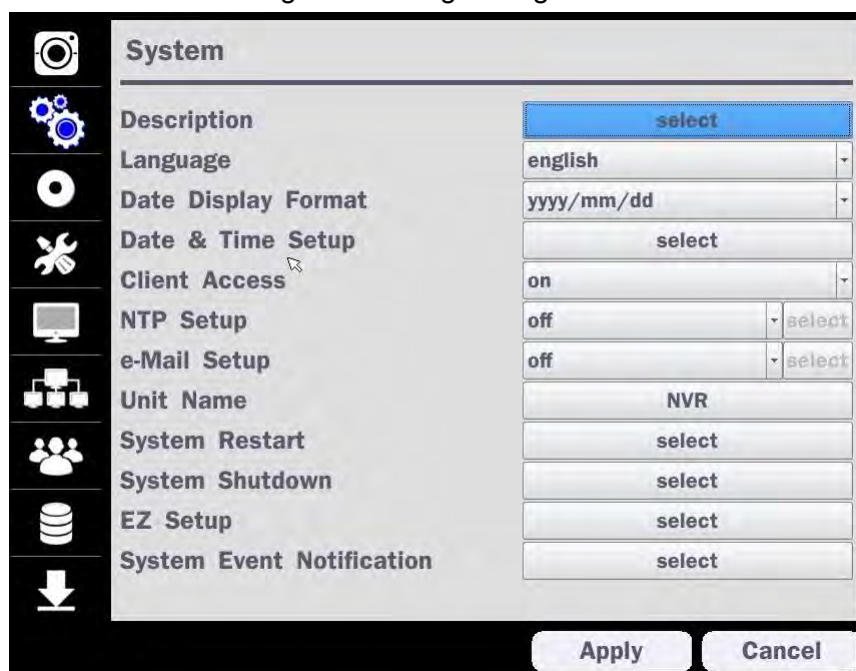 System
Description select
Language english
Date Display Format yyyy/mm/dd
Date & Time Setup select
Client Access on
NTP Setup off select
e-Mail Setup off select
Unit Name NVR
System Restart select
System Shutdown select
EZ Setup select
System Event Notification select
Apply Cancel